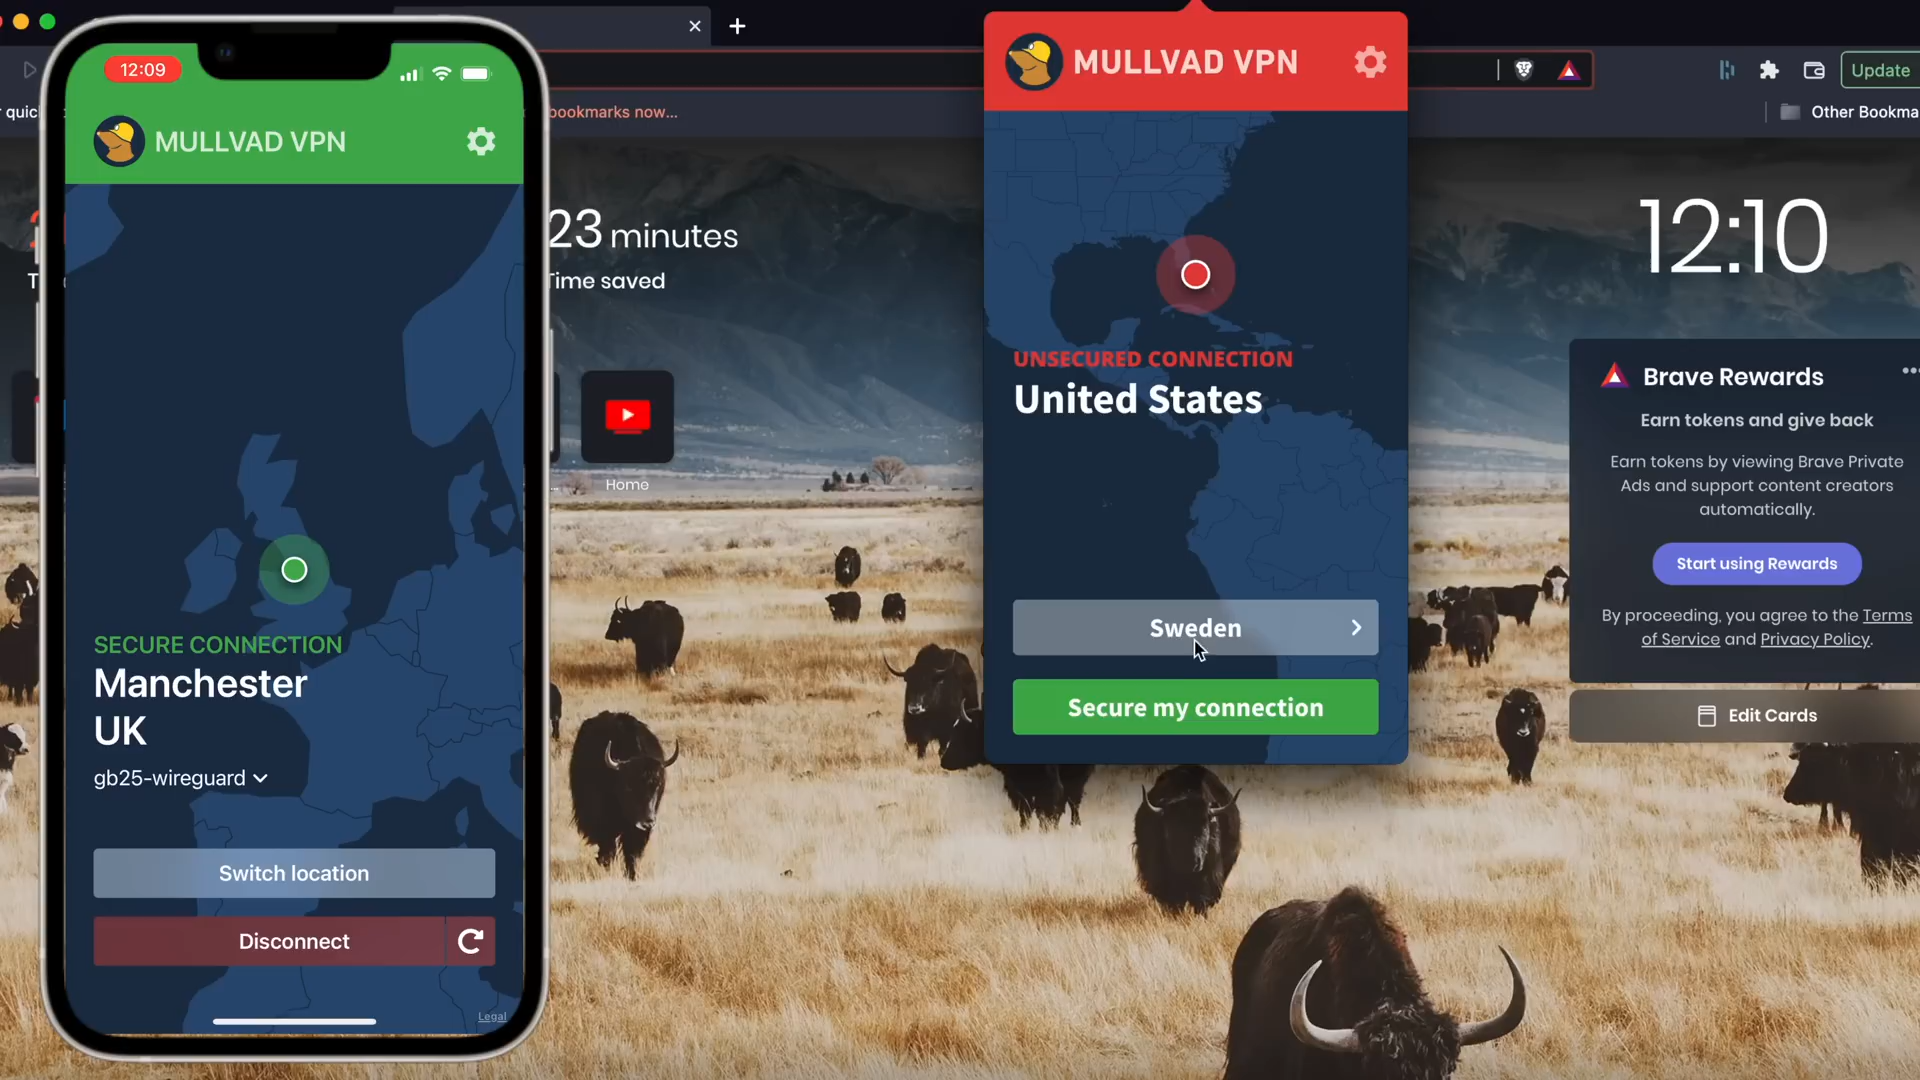 12:09
MULLVAD VPN
SECURE CONNECTION
Manchester
UK
gb25-wireguard
Switch location
Disconnect
Legal
bookmarks now...
23 minutes
Time saved
Home
MULLVAD VPN
UNSECURED CONNECTION
United States
Sweden
Secure my connection
Update
Other Bookma
12:10
Brave Rewards
Earn tokens and give back
Earn tokens by viewing Brave Private
Ads and support content creators
automatically.
Start using Rewards
By proceeding, you agree to the Terms
of Service and Privacy Policy.
Edit Cards